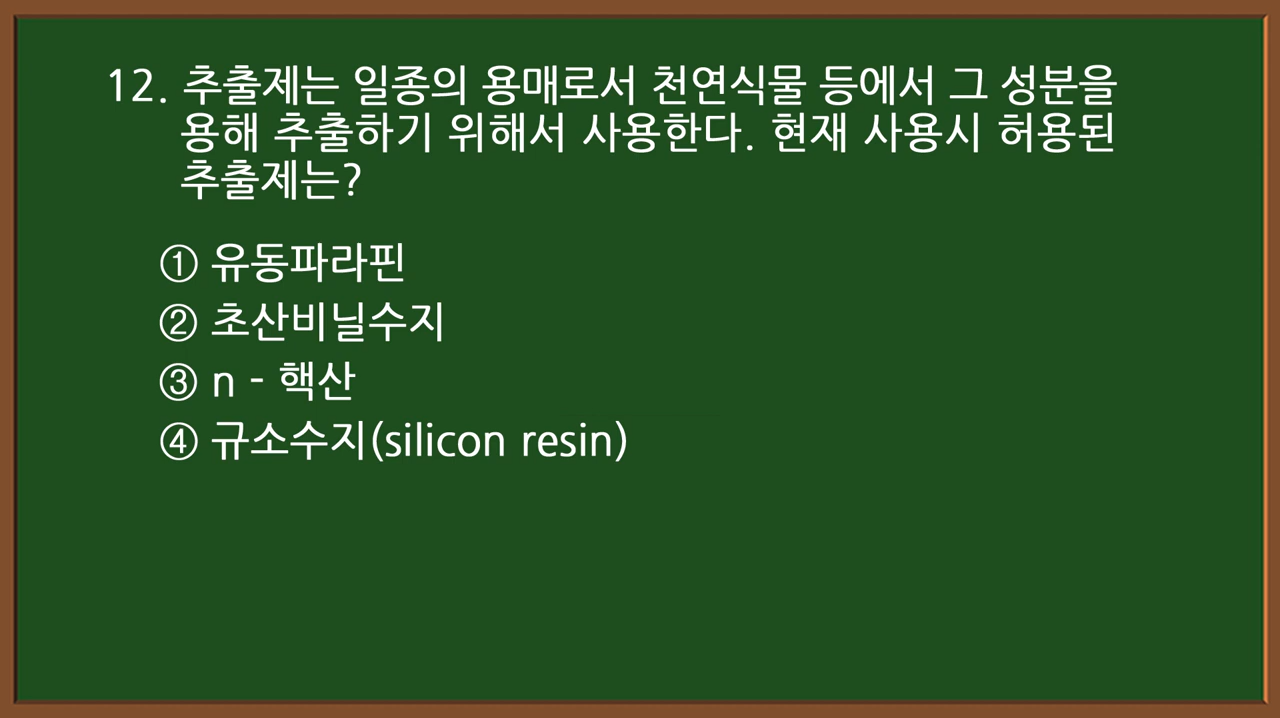 12. 추출제는 일종의 용매로서 천연식물 등에서 그 성분을
용해 추출하기 위해서 사용한다. 현재 사용시 허용된
추출제는?
① 유동파라핀
② 초산비닐수지
③ n - 핵산
④ 규소수지(silicon resin)